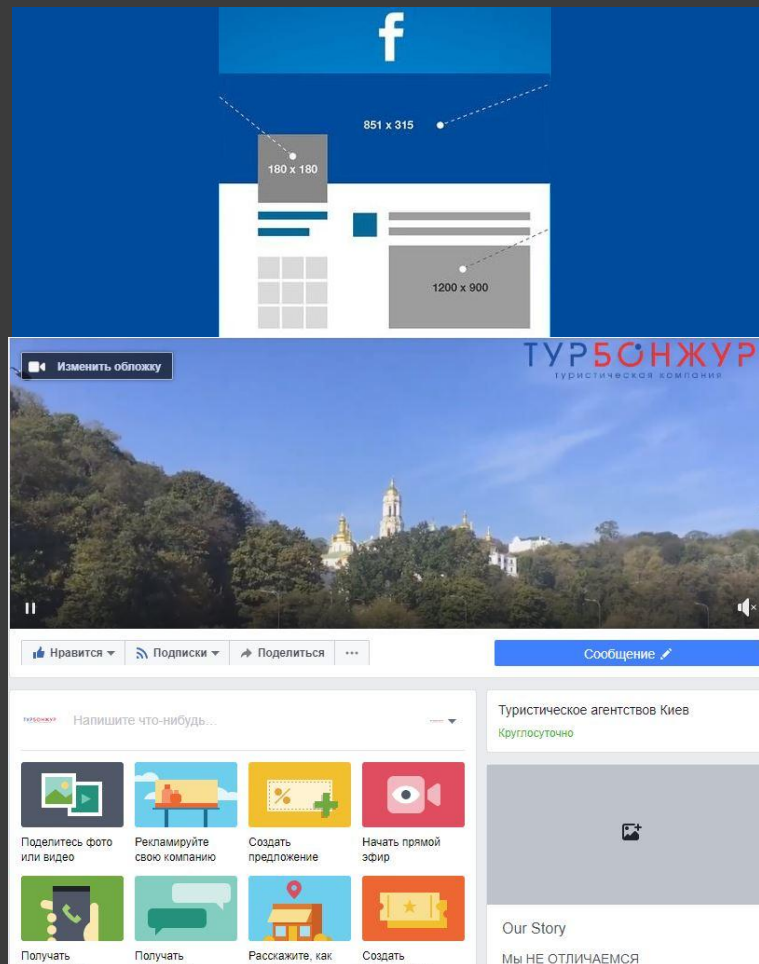 f
851 x 315
180 x 180
1200 x 900
ТУРБОНЖУР
туристическая компания
Изменить обложку
Нравится Подписки Поделиться ...
Сообщение
ТУРБОНЖУР Напишите что-нибудь...
Туристическое агентствов Киев
Круглосуточно
Поделитесь фото
или видео
Рекламируйте
свою компанию
Создать
предложение
Начать прямой
эфир
Получать
Получать
Расскажите, как
Создать
Our Story
Мы НЕ ОТЛИЧАЕМСЯ